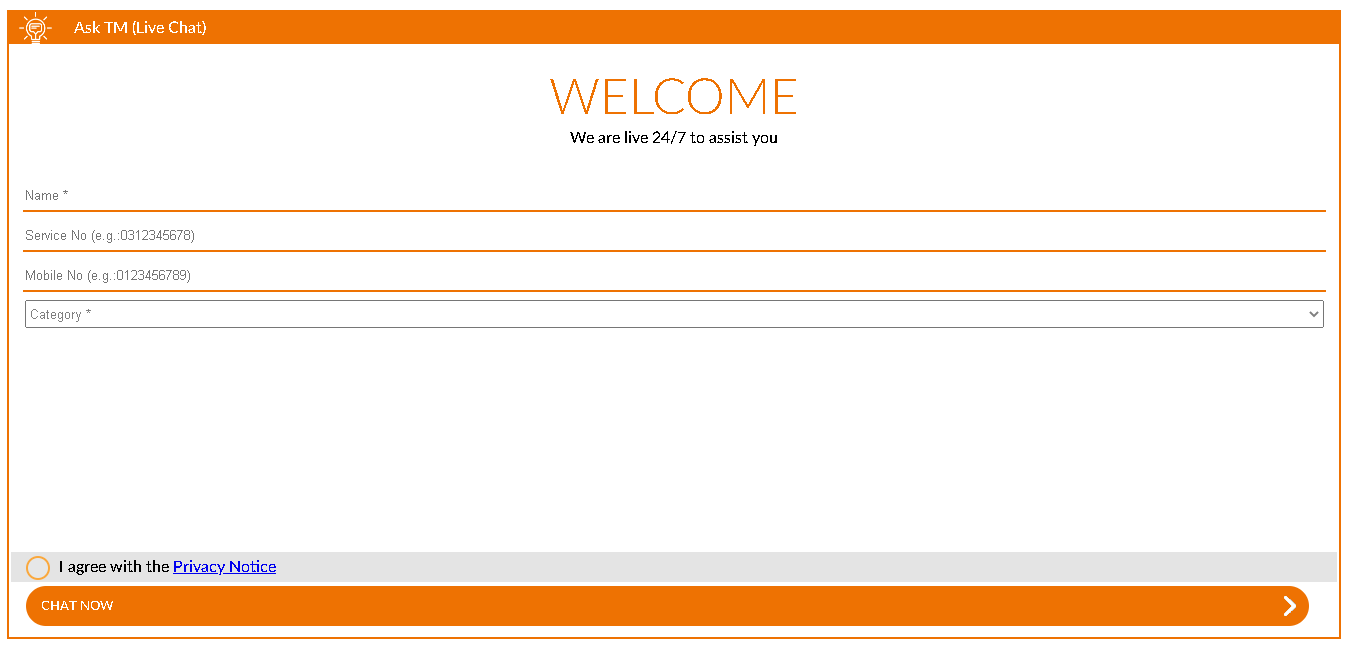 Ask TM (Live Chat)
WELCOME
We are live 24/7 to assist you
Name *
Service No (e.g.:0312345678)
Mobile No (e.g.:0123456789)
Category *
I agree with the Privacy Notice
CHAT NOW